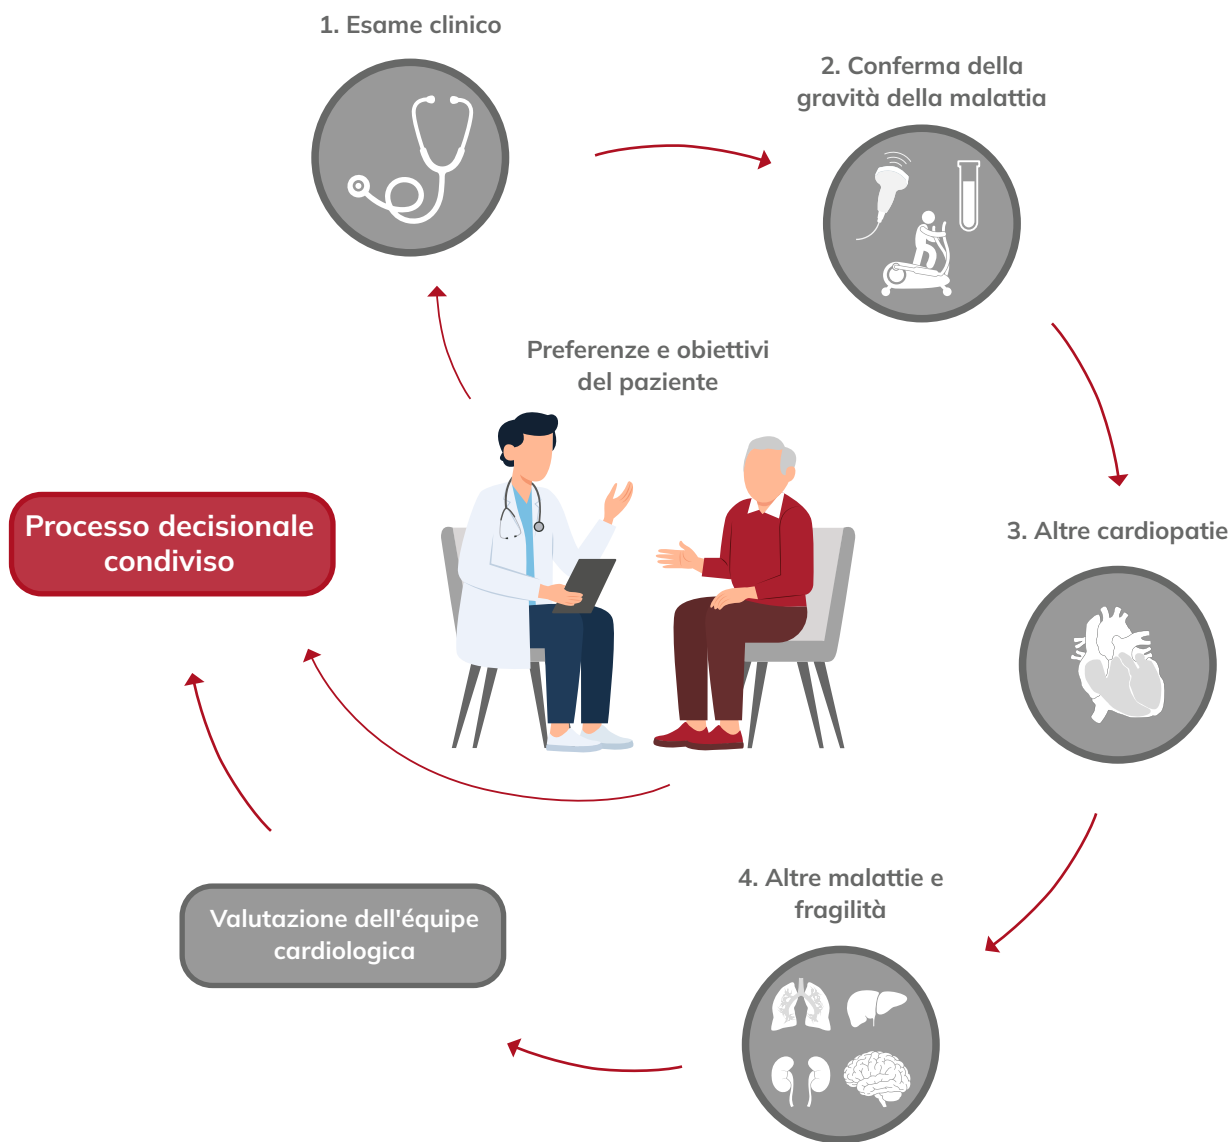 1. Esame clinico
2. Conferma della
gravità della malattia
Preferenze e obiettivi
del paziente
Processo decisionale
condiviso
3. Altre cardiopatie
4. Altre malattie e
fragilità
Valutazione dell'équipe
cardiologica